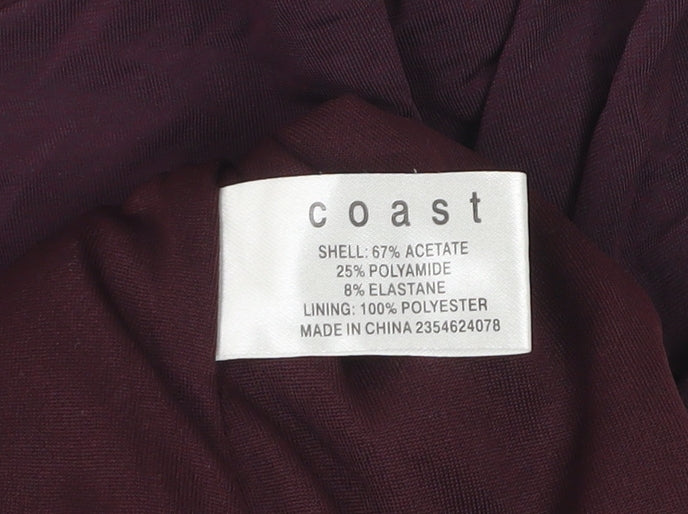 coast
SHELL: 67% ACETATE
25% POLYAMIDE
8% ELASTANE
LINING: 100% POLYESTER
MADE IN CHINA 2354624078